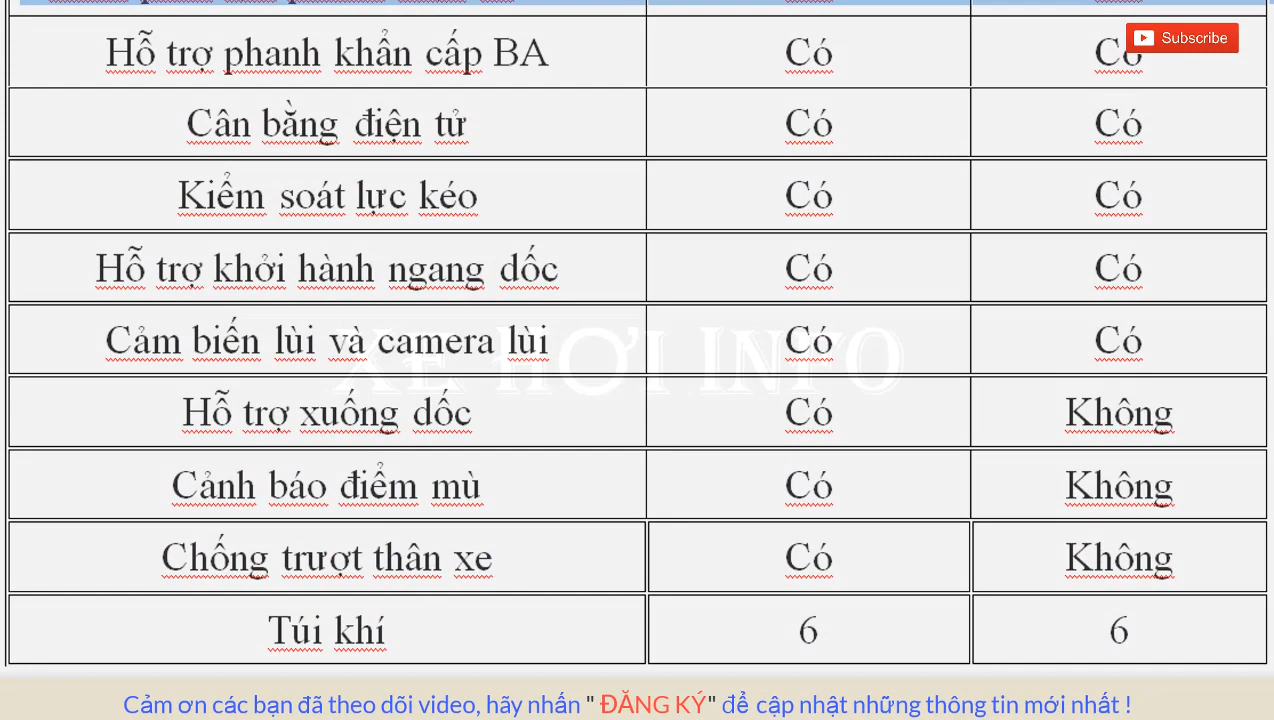 Hỗ trợ phanh khẩn cấp BA Có Có
Subscribe
Cân bằng điện tử Có Có
Kiểm soát lực kéo Có Có
Hỗ trợ khởi hành ngang dốc Có Có
Cảm biến lùi và camera lùi Có Có
XE HƠI INFO
Hỗ trợ xuống dốc Có Không
Cảnh báo điểm mù Có Không
Chống trượt thân xe Có Không
Túi khí 6 6
Cảm ơn các bạn đã theo dõi video, hãy nhấn " ĐĂNG KÝ" để cập nhật những thông tin mới nhất !